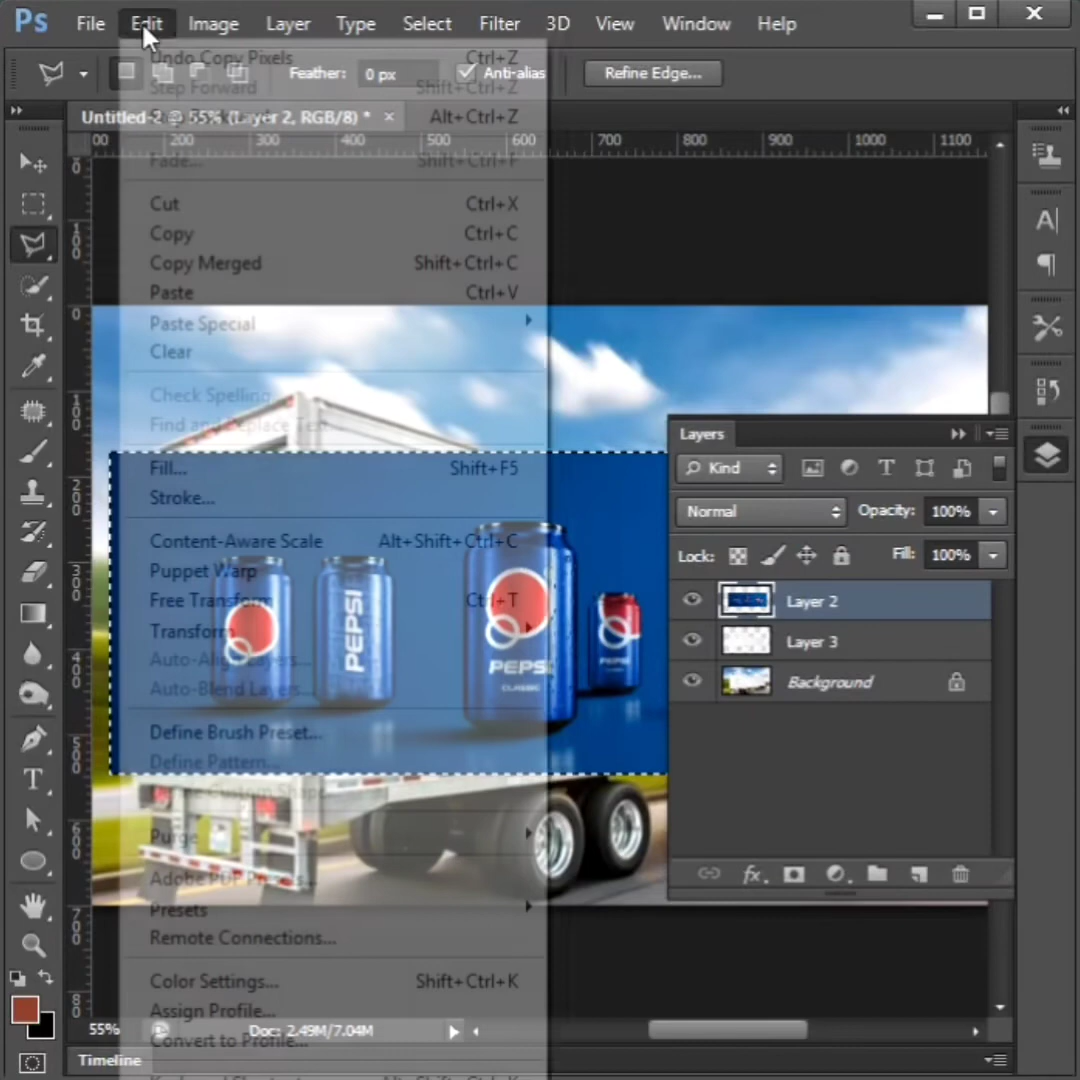 Ps File Edit Image Layer Type Select Filter 3D View Window Help
Undo Copy Pixels Ctrl+Z
Feather: 0 px Anti-alias Refine Edge...
Step Forward Shift+Ctrl+Z
Untitled-2 @ 55% (Layer 2, RGB/8) * ×
Alt+Ctrl+Z
00 200 300 400 500 600 700 800 900 1000 1100
Fade... Shift+Ctrl+F
Cut Ctrl+X
Copy Ctrl+C
Copy Merged Shift+Ctrl+C
Paste Ctrl+V
Paste Special
Clear
Check Spelling...
Find and Replace Text...
Fill... Shift+F5
Stroke...
Content-Aware Scale Alt+Shift+Ctrl+C
Puppet Warp
Free Transform Ctrl+T
Transform
Auto-Align Layers...
Auto-Blend Layers...
Define Brush Preset...
Define Pattern...
Define Custom Shape...
Purge
Adobe PDF Presets...
Presets
Remote Connections...
Color Settings... Shift+Ctrl+K
Assign Profile...
Convert to Profile...
PEPSI
PEPSI
CLASSIC
PEPSI
Layers
Kind
Normal Opacity: 100%
Lock: Fill: 100%
Layer 2
Layer 3
Background
55% Doc: 2.49M/7.04M
Timeline